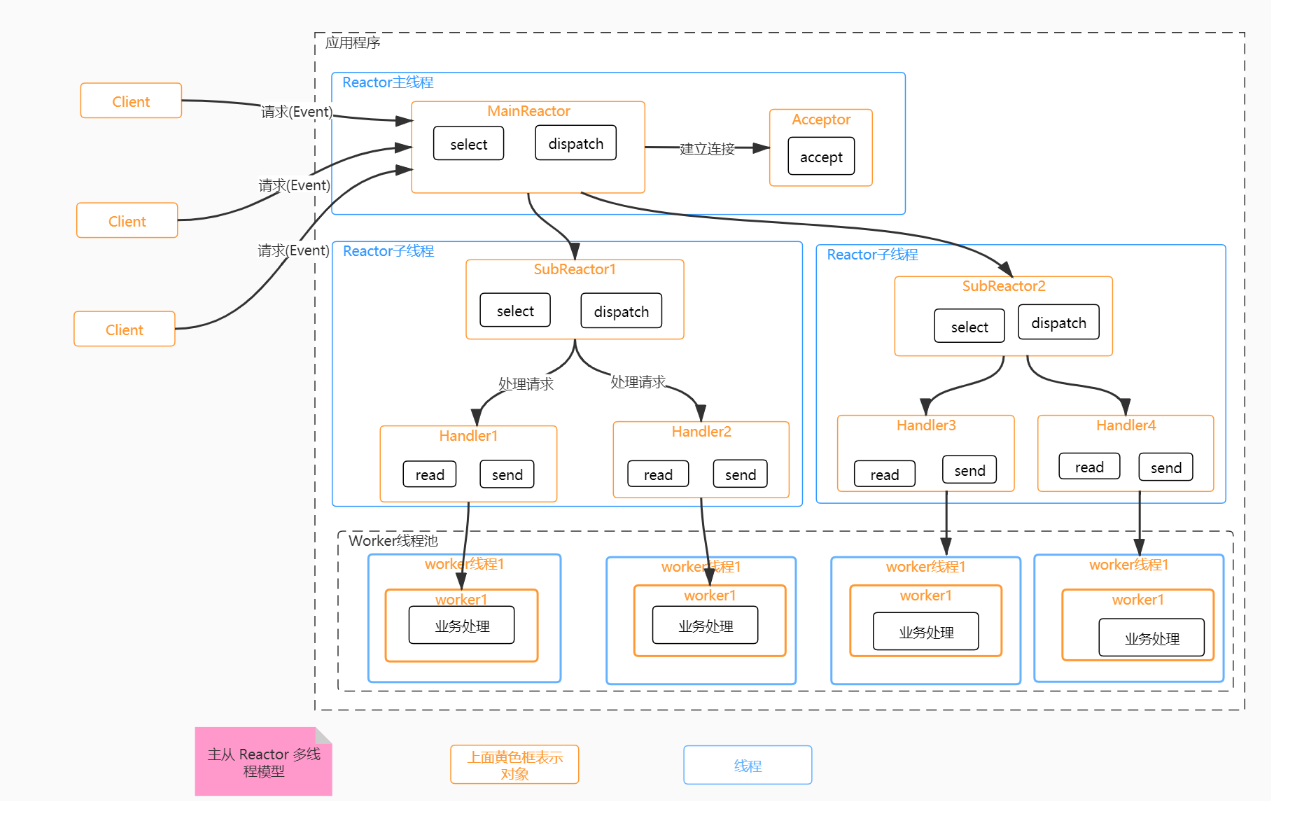 应用程序
Reactor主线程
Client
请求(Event)
MainReactor
select
dispatch
建立连接
Acceptor
accept
请求(Event)
Client
请求(Event)
Client
Reactor子线程
SubReactor1
select
dispatch
处理请求
处理请求
Handler1
read
send
Handler2
read
send
Reactor子线程
SubReactor2
select
dispatch
Handler3
read
send
Handler4
read
send
Worker线程池
worker线程1
worker1
业务处理
worker线程1
worker1
业务处理
worker线程1
worker1
业务处理
worker线程1
worker1
业务处理
主从 Reactor 多线
程模型
上面黄色框表示
对象
线程